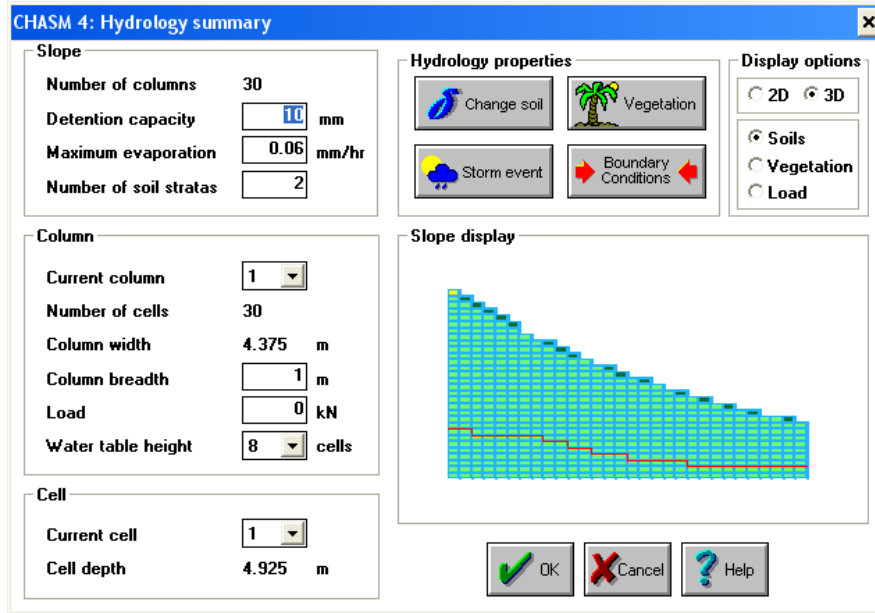 CHASM 4: Hydrology summary
Slope
Number of columns 30
Detention capacity 10 mm
Maximum evaporation 0.06 mm/hr
Number of soil stratas 2
Hydrology properties
Change soil
Vegetation
Storm event
Boundary
Conditions
Display options
2D 3D
Soils
Vegetation
Load
Column
Current column 1
Number of cells 30
Column width 4.375 m
Column breadth 1 m
Load 0 kN
Water table height 8 cells
Slope display
Cell
Current cell 1
Cell depth 4.925 m
OK
Cancel
Help